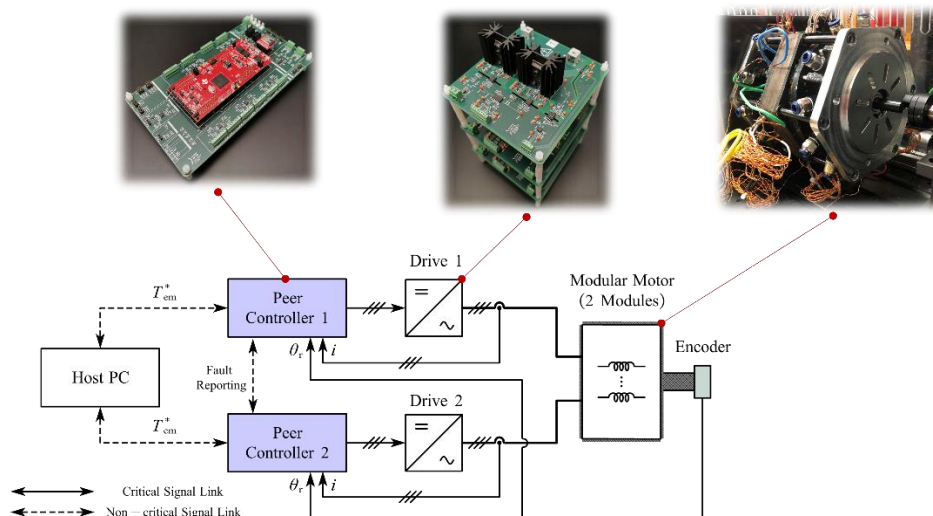 Drive 1
Modular Motor
(2 Modules)
T*em
Peer
Controller 1
=
~
Encoder
θr
i
Host PC
Fault
Reporting
Drive 2
T*em
Peer
Controller 2
=
~
θr
i
Critical Signal Link
Non − critical Signal Link